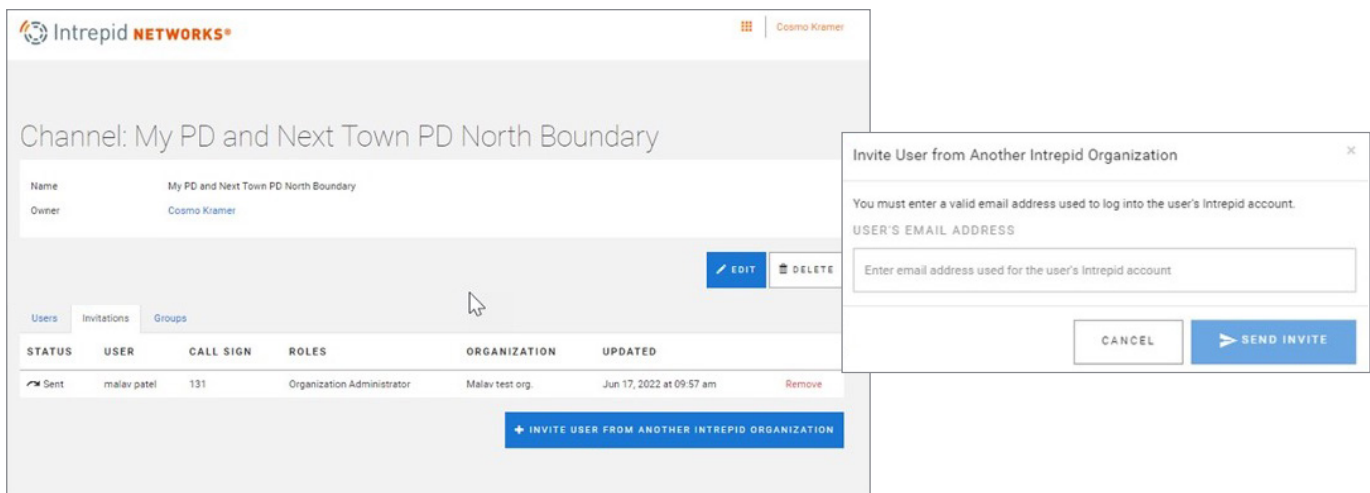 Intrepid NETWORKS®
Cosmo Kramer
Channel: My PD and Next Town PD North Boundary
Name My PD and Next Town PD North Boundary
Owner Cosmo Kramer
EDIT DELETE
Users Invitations Groups
STATUS USER CALL SIGN ROLES ORGANIZATION UPDATED
Sent malav patel 131 Organization Administrator Malav test org. Jun 17, 2022 at 09:57 am Remove
+ INVITE USER FROM ANOTHER INTREPID ORGANIZATION
Invite User from Another Intrepid Organization ×
You must enter a valid email address used to log into the user's Intrepid account.
USER'S EMAIL ADDRESS
Enter email address used for the user's Intrepid account
CANCEL SEND INVITE